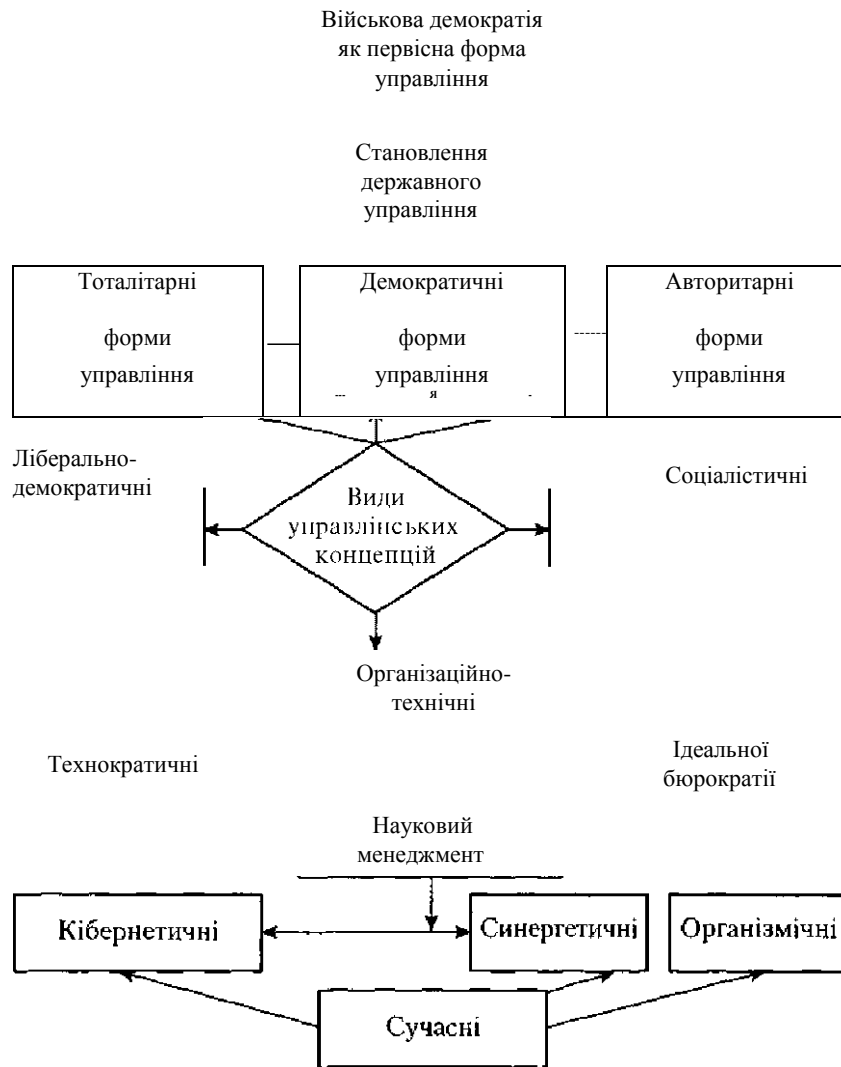 Військова демократія
як первісна форма
управління
Становлення
державного
управління
Тоталітарні
форми
управління
Демократичні
форми
управління
я
Авторитарні
форми
управління
Ліберально-
демократичні
Соціалістичні
Види
управлінських
концепцій
Організаційно-
технічні
Технократичні
Ідеальної
бюрократії
Науковий
менеджмент
Кібернетичні
Синергетичні
Організмічні
Сучасні